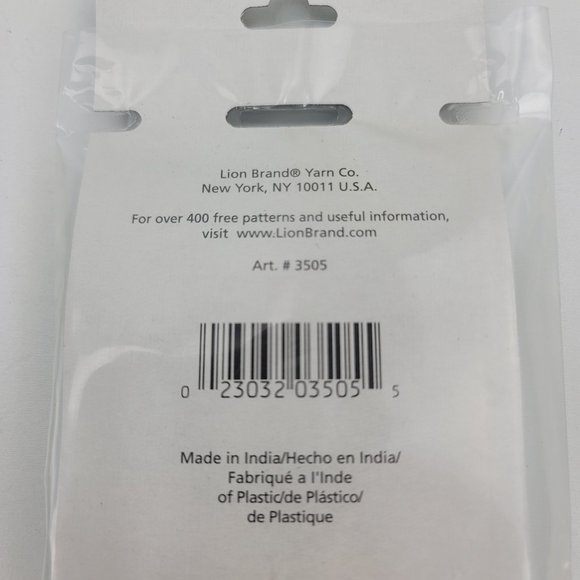 Lion Brand® Yarn Co.
New York, NY 10011 U.S.A.
For over 400 free patterns and useful information,
visit www.LionBrand.com
Art. # 3505
0 23032 03505 5
Made in India/Hecho en India/
Fabriqué a l'Inde
of Plastic/de Plástico/
de Plastique